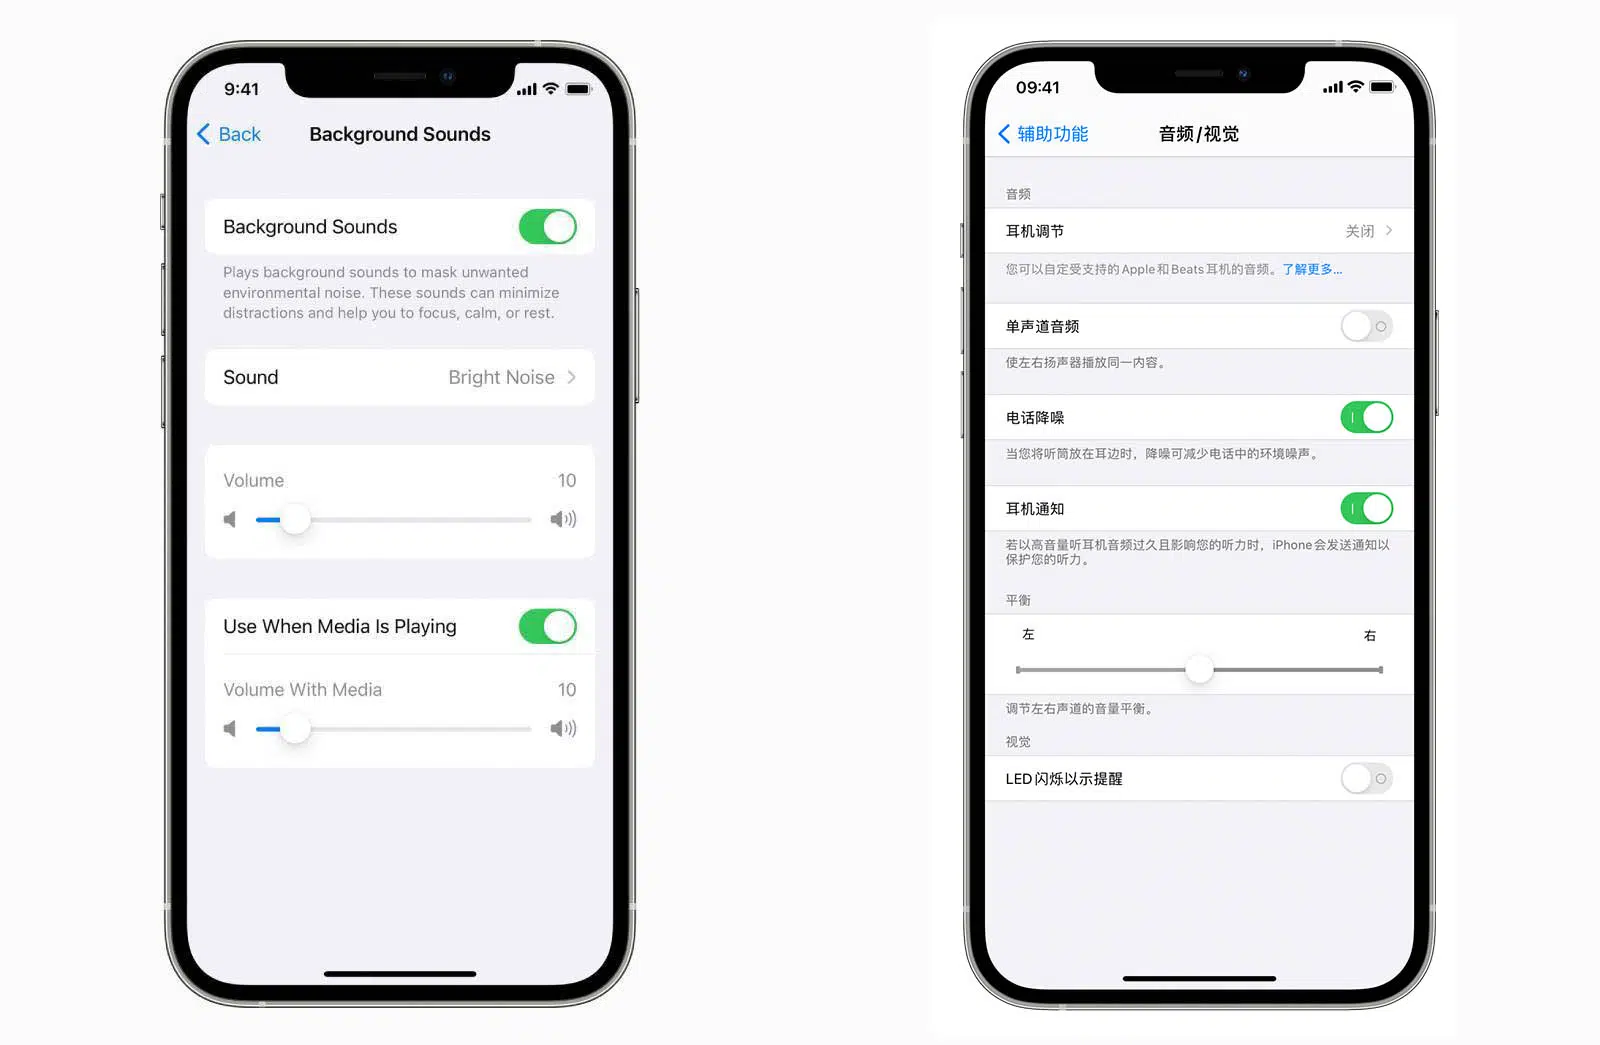 9:41
Back
Background Sounds
Background Sounds
Plays background sounds to mask unwanted
environmental noise. These sounds can minimize
distractions and help you to focus, calm, or rest.
Sound
Bright Noise
Volume
10
Use When Media Is Playing
Volume With Media
10
09:41
辅助功能
音频/视觉
音频
耳机调节
关闭
您可以自定受支持的Apple和Beats耳机的音频。了解更多...
单声道音频
使左右扬声器播放同一内容。
电话降噪
当您将听筒放在耳边时，降噪可减少电话中的环境噪声。
耳机通知
若以高音量听耳机音频过久且影响您的听力时，iPhone会发送通知以
保护您的听力。
平衡
左
右
调节左右声道的音量平衡。
视觉
LED闪烁以示提醒